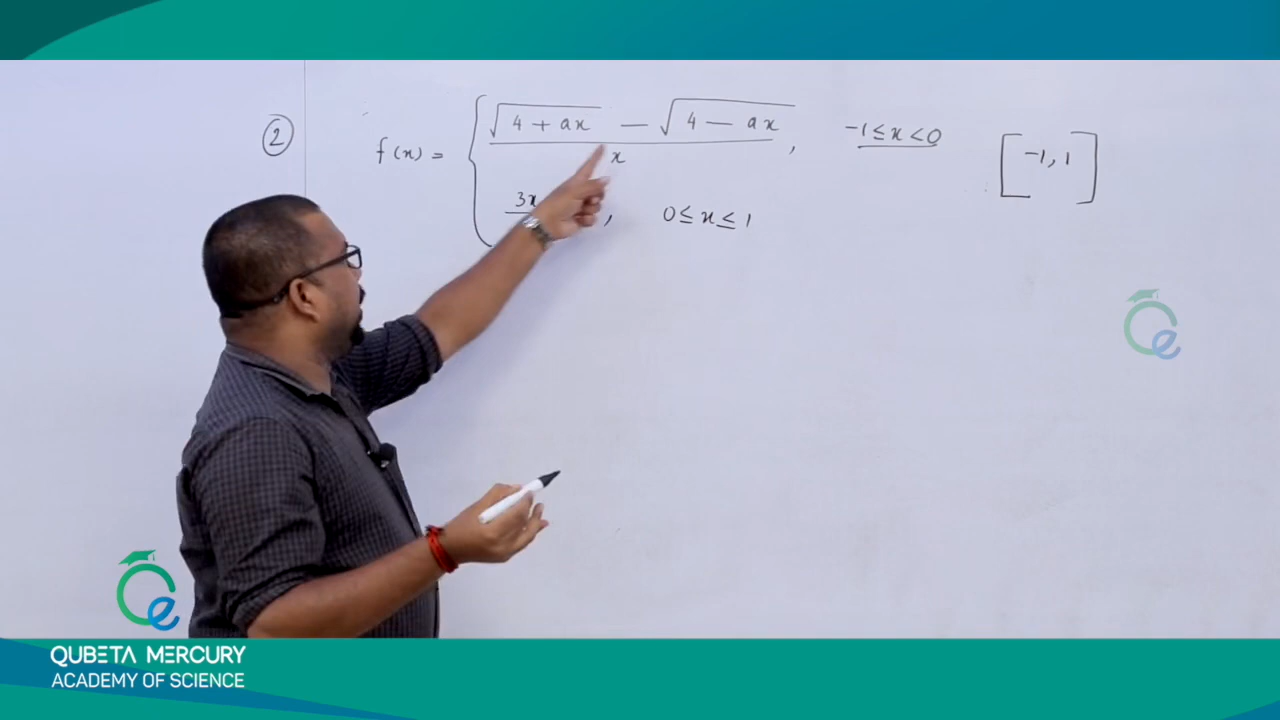 ②
f(x) = { (√(4 + ax) − √(4 − ax)) / x , −1 ≤ x < 0 [−1, 1]
3x , 0 ≤ x ≤ 1
QUBETA MERCURY
ACADEMY OF SCIENCE